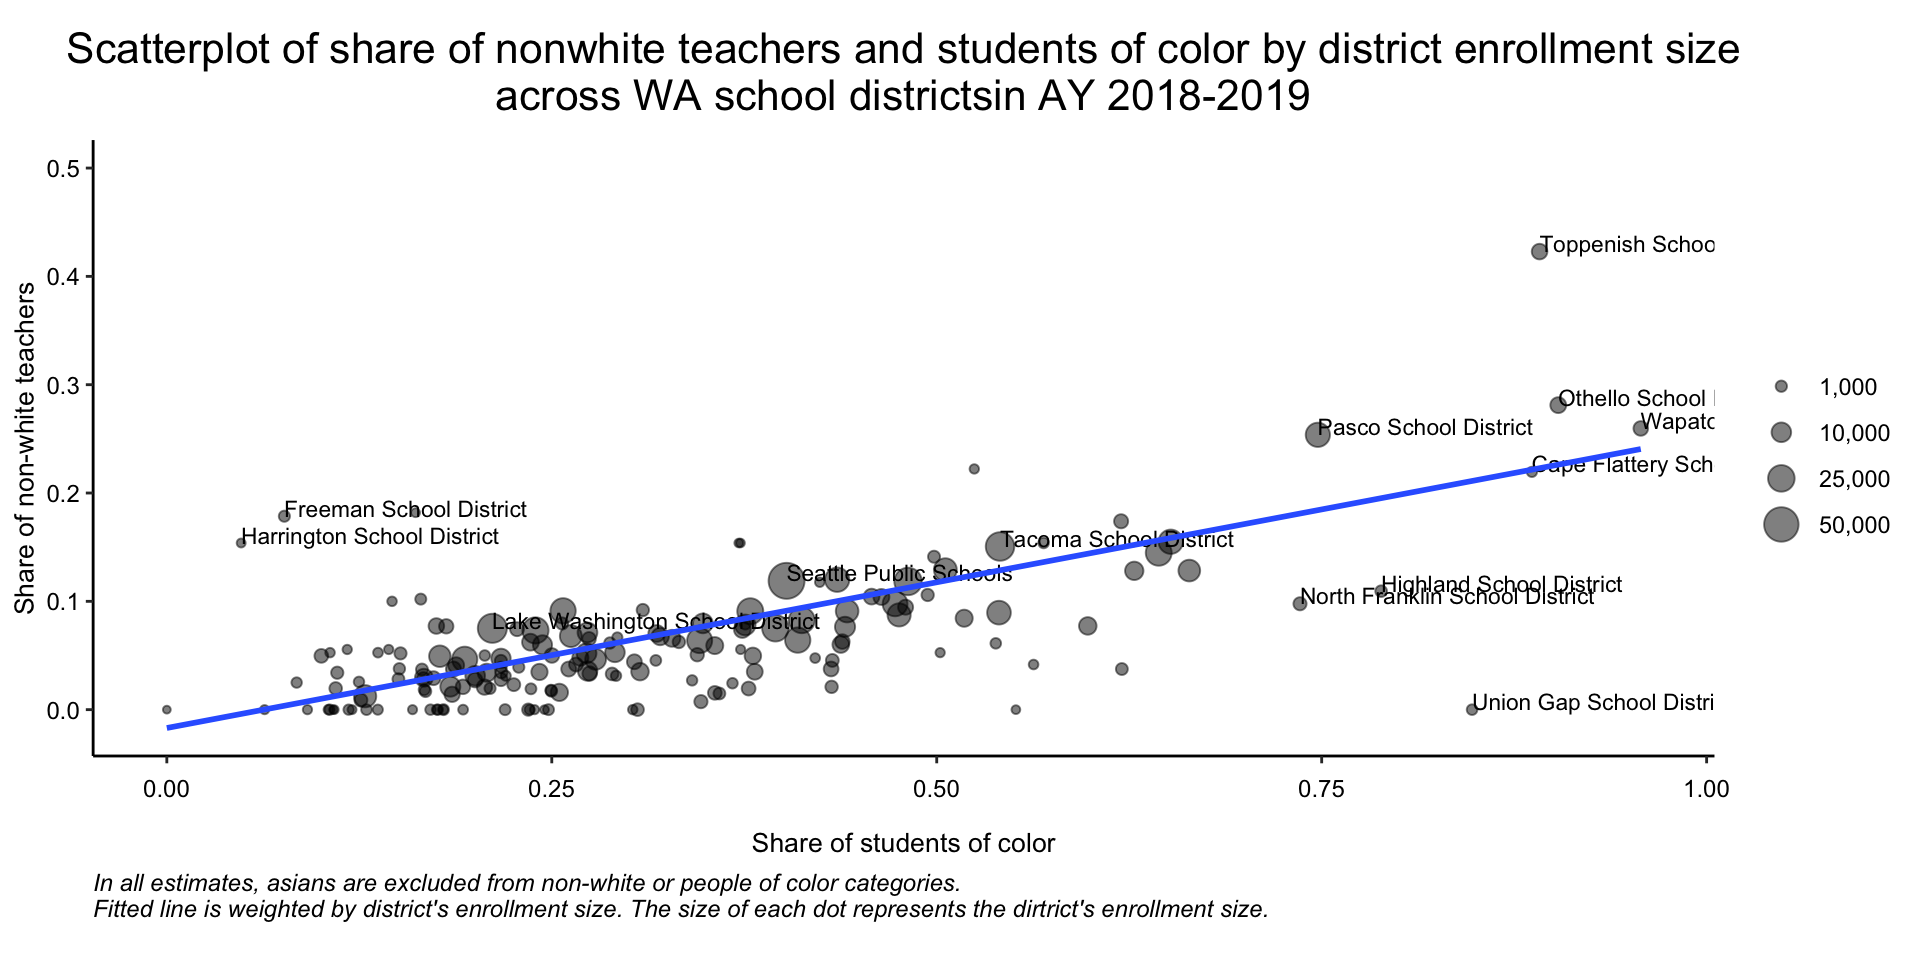 Scatterplot of share of nonwhite teachers and students of color by district enrollment size
across WA school districtsin AY 2018-2019
Share of non-white teachers
0.5
0.4
0.3
0.2
0.1
0.0
Toppenish Schoo
Othello School
Wapato
Pasco School District
Cape Flattery Sch
Freeman School District
Harrington School District
Tacoma School District
Seattle Public Schools
Highland School District
North Franklin School District
Lake Washington School District
Union Gap School Distri
1,000
10,000
25,000
50,000
0.00
0.25
0.50
0.75
1.00
Share of students of color
In all estimates, asians are excluded from non-white or people of color categories.
Fitted line is weighted by district's enrollment size. The size of each dot represents the dirtrict's enrollment size.